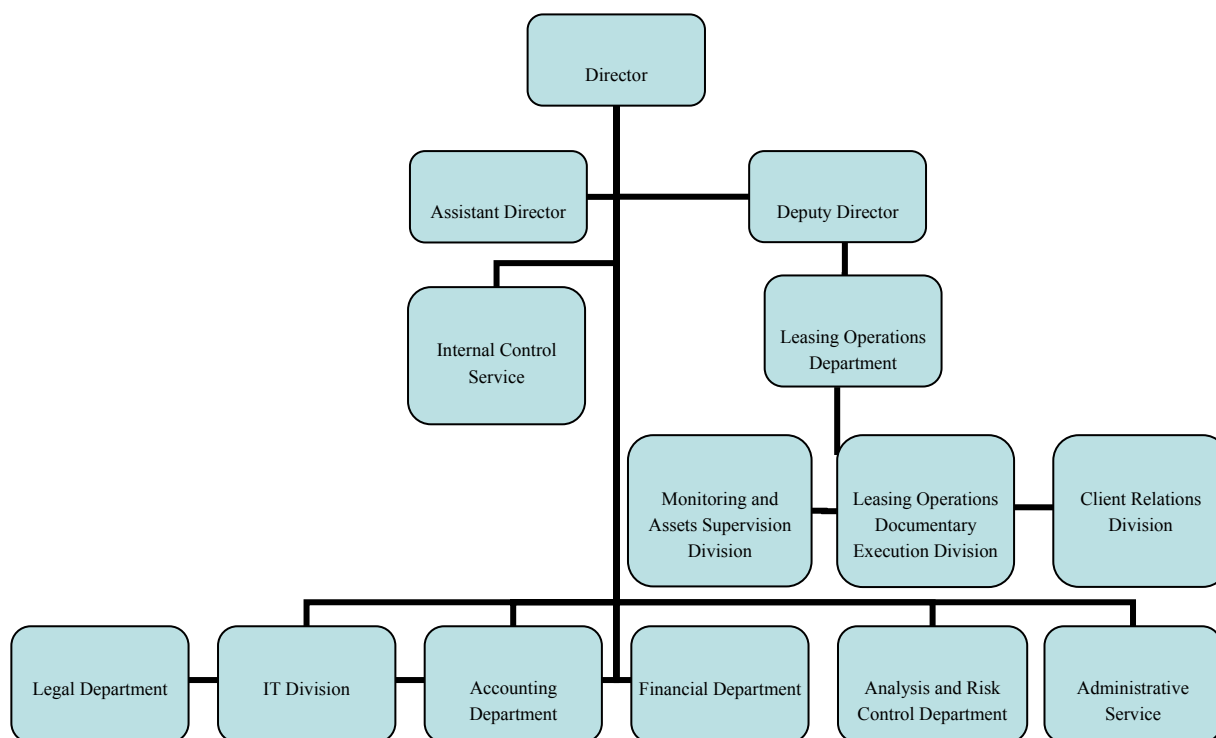 Director
Assistant Director
Deputy Director
Internal Control
Service
Leasing Operations
Department
Monitoring and
Assets Supervision
Division
Leasing Operations
Documentary
Execution Division
Client Relations
Division
Legal Department
IT Division
Accounting
Department
Financial Department
Analysis and Risk
Control Department
Administrative
Service